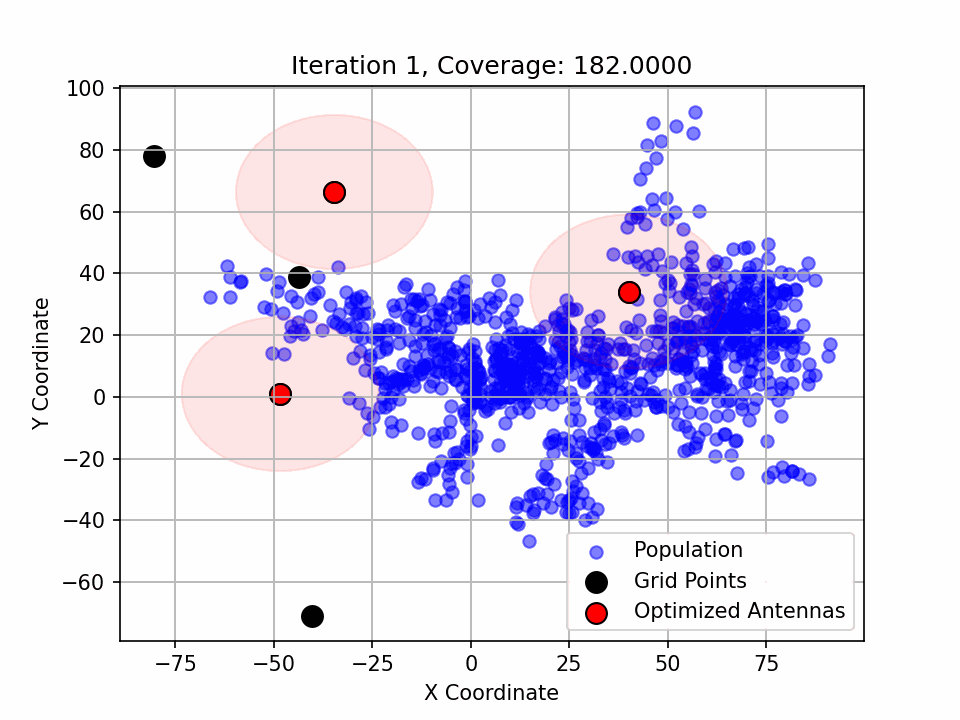 Iteration 1, Coverage: 182.0000
100
80
60
40
20
0
−20
−40
−60
Y Coordinate
−75
−50
−25
0
25
50
75
X Coordinate
Population
Grid Points
Optimized Antennas